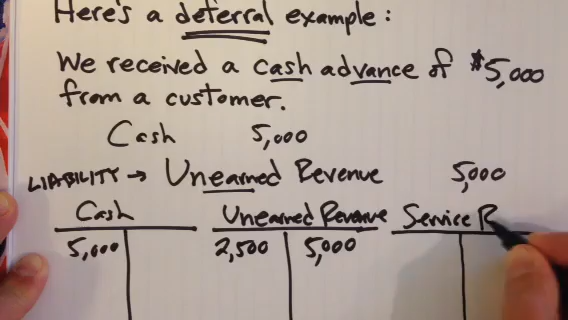 Here's a deferral example:
We received a cash advance of $5,000
from a customer.
Cash 5,000
LIABILITY → Unearned Revenue 5,000
Cash Unearned Revenue Service R
5,000 2,500 5,000